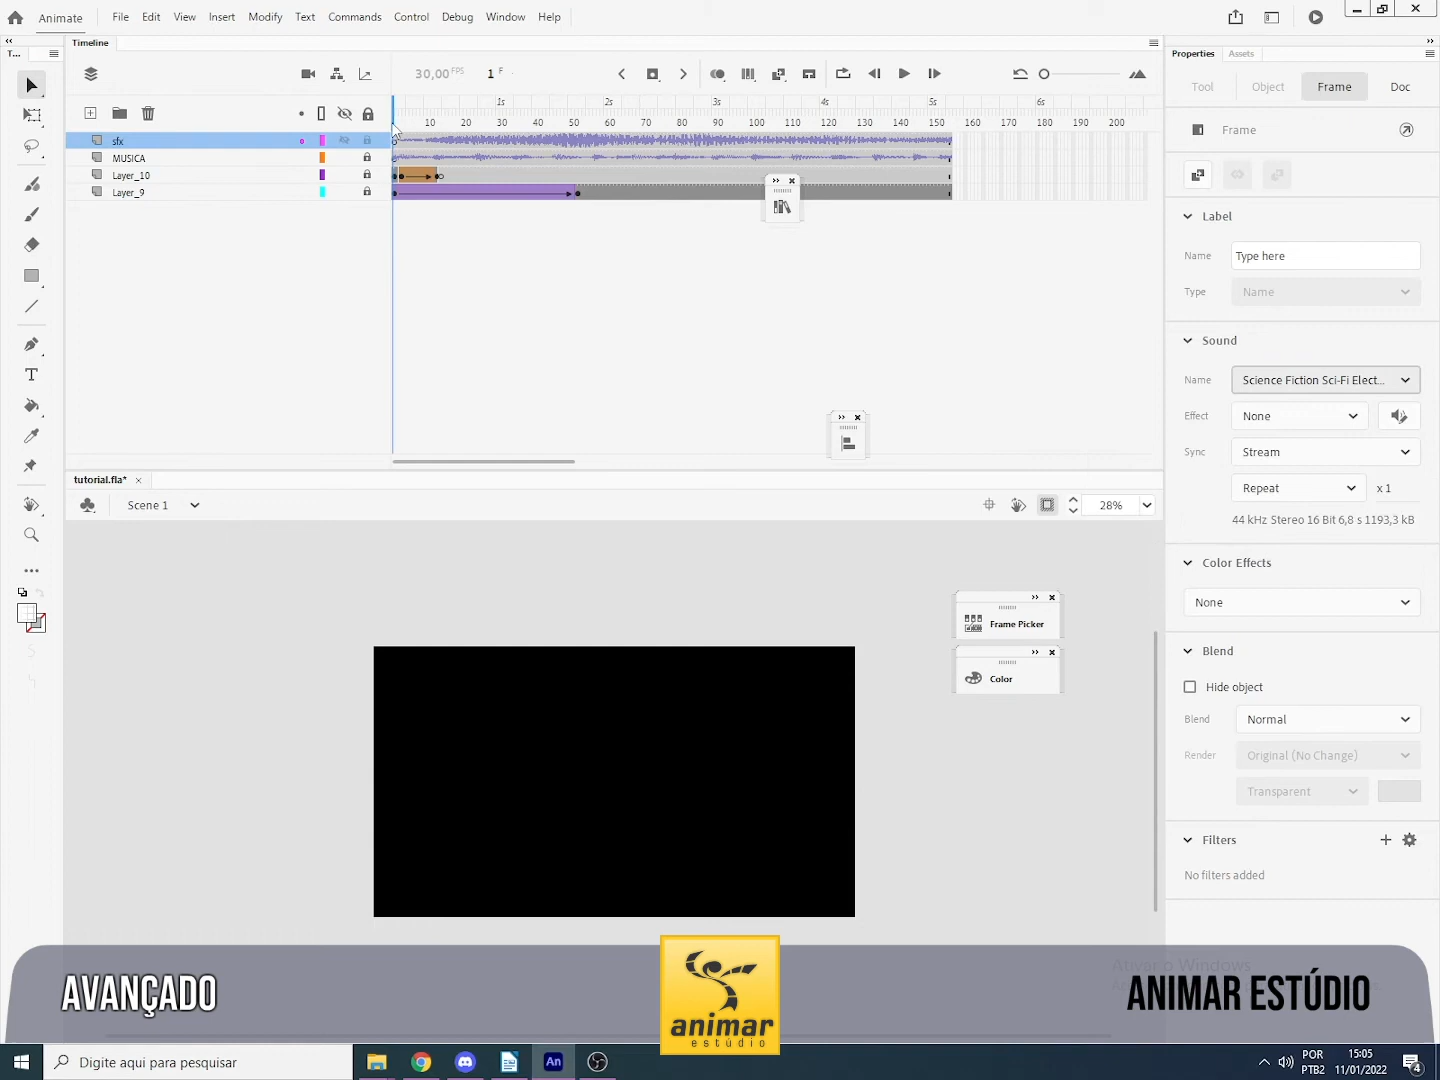 Animate
File Edit View Insert Modify Text Commands Control Debug Window Help
T...
Timeline
Properties Assets
30,00 FPS 1 F
Tool Object Frame Doc
1s 2s 3s 4s 5s 6s
10 20 30 40 50 60 70 80 90 100 110 120 130 140 150 160 170 180 190 200
sfx
MUSICA
Layer_10
Layer_9
Frame
Label
Name Type here
Type Name
Sound
Name Science Fiction Sci-Fi Elect...
Effect None
Sync Stream
Repeat x 1
44 kHz Stereo 16 Bit 6,8 s 1193,3 kB
tutorial.fla*
Scene 1
28%
Color Effects
None
Frame Picker
Color
Blend
Hide object
Blend Normal
Render Original (No Change)
Transparent
Filters
No filters added
AVANÇADO
animar
estúdio
ANIMAR ESTÚDIO
Digite aqui para pesquisar
An
POR
PTB2
15:05
11/01/2022
4